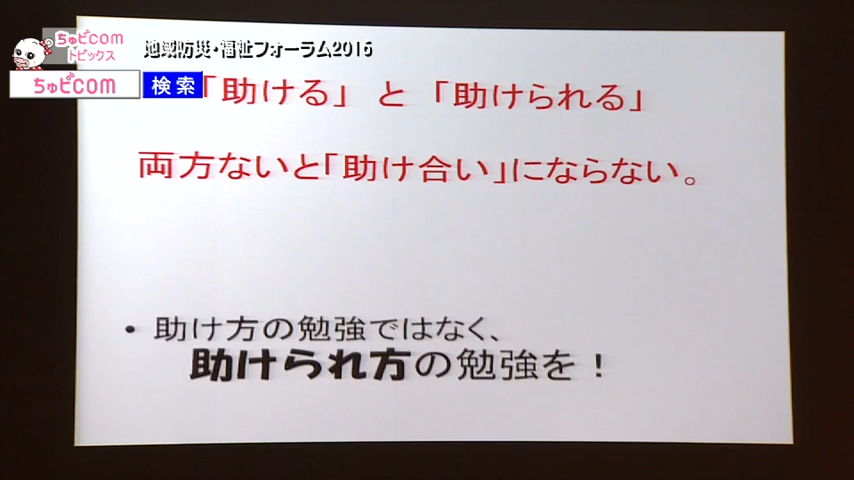 ちゅピcom
トピックス
地域防災・福祉フォーラム2016
ちゅピcom
検索
「助ける」と「助けられる」
両方ないと「助け合い」にならない。
・助け方の勉強ではなく、
助けられ方の勉強を！